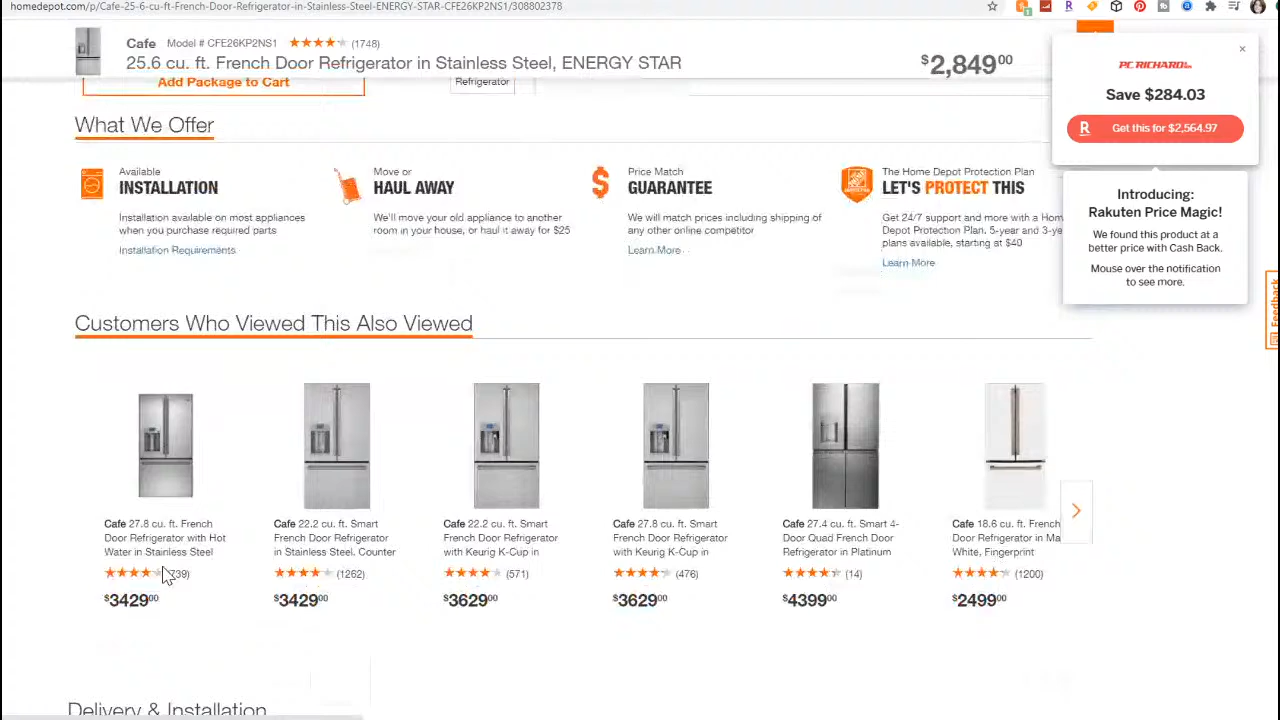 homedepot.com/p/Cafe-25-6-cu-ft-French-Door-Refrigerator-in-Stainless-Steel-ENERGY-STAR-CFE26KP2NS1/308802378
Cafe Model # CFE26KP2NS1 (1748)
25.6 cu. ft. French Door Refrigerator in Stainless Steel, ENERGY STAR
$2,849.00
Add Package to Cart
Refrigerator
PC RICHARD
Save $284.03
R Get this for $2,564.97
Introducing:
Rakuten Price Magic!
We found this product at a
better price with Cash Back.
Mouse over the notification
to see more.
Feedback
What We Offer
Available
INSTALLATION
Installation available on most appliances
when you purchase required parts
Installation Requirements
Move or
HAUL AWAY
We'll move your old appliance to another
room in your house, or haul it away for $25
Price Match
GUARANTEE
We will match prices including shipping of
any other online competitor
Learn More
The Home Depot Protection Plan
LET'S PROTECT THIS
Get 24/7 support and more with a Hom
Depot Protection Plan. 5-year and 3-ye
plans available, starting at $40
Learn More
Customers Who Viewed This Also Viewed
Cafe 27.8 cu. ft. French
Door Refrigerator with Hot
Water in Stainless Steel
739)
$3429.00
Cafe 22.2 cu. ft. Smart
French Door Refrigerator
in Stainless Steel, Counter
(1262)
$3429.00
Cafe 22.2 cu. ft. Smart
French Door Refrigerator
with Keurig K-Cup in
(571)
$3629.00
Cafe 27.8 cu. ft. Smart
French Door Refrigerator
with Keurig K-Cup in
(476)
$3629.00
Cafe 27.4 cu. ft. Smart 4-
Door Quad French Door
Refrigerator in Platinum
(14)
$4399.00
Cafe 18.6 cu. ft. French
Door Refrigerator in Ma
White, Fingerprint
(1200)
$2499.00
Delivery & Installation